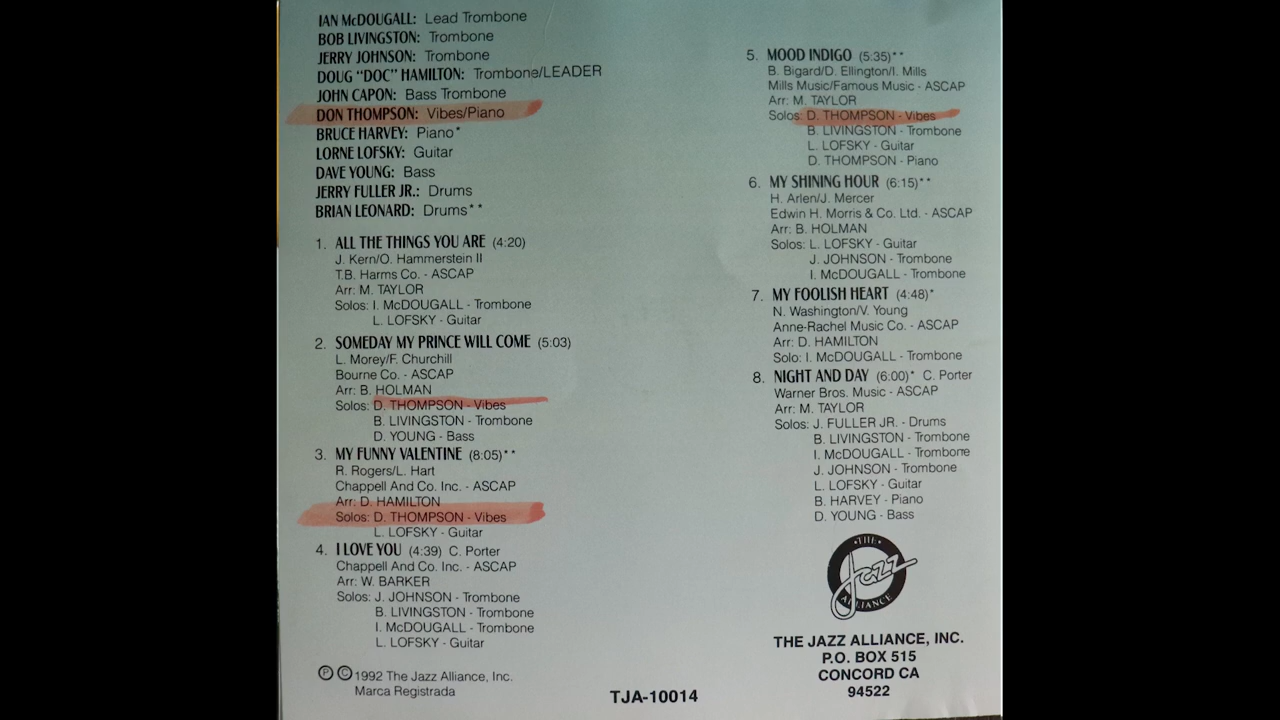 IAN McDOUGALL: Lead Trombone
BOB LIVINGSTON: Trombone
JERRY JOHNSON: Trombone
DOUG "DOC" HAMILTON: Trombone/LEADER
JOHN CAPON: Bass Trombone
DON THOMPSON: Vibes/Piano
BRUCE HARVEY: Piano*
LORNE LOFSKY: Guitar
DAVE YOUNG: Bass
JERRY FULLER JR.: Drums
BRIAN LEONARD: Drums**
1. ALL THE THINGS YOU ARE (4:20)
J. Kern/O. Hammerstein II
T.B. Harms Co. - ASCAP
Arr: M. TAYLOR
Solos: I. McDOUGALL - Trombone
L. LOFSKY - Guitar
2. SOMEDAY MY PRINCE WILL COME (5:03)
L. Morey/F. Churchill
Bourne Co. - ASCAP
Arr: B. HOLMAN
Solos: D. THOMPSON - Vibes
B. LIVINGSTON - Trombone
D. YOUNG - Bass
3. MY FUNNY VALENTINE (8:05)**
R. Rogers/L. Hart
Chappell And Co. Inc. - ASCAP
Arr: D. HAMILTON
Solos: D. THOMPSON - Vibes
L. LOFSKY - Guitar
4. I LOVE YOU (4:39) C. Porter
Chappell And Co. Inc. - ASCAP
Arr: W. BARKER
Solos: J. JOHNSON - Trombone
B. LIVINGSTON - Trombone
I. McDOUGALL - Trombone
L. LOFSKY - Guitar
Ⓟ © 1992 The Jazz Alliance, Inc.
Marca Registrada
5. MOOD INDIGO (5:35)**
B. Bigard/D. Ellington/I. Mills
Mills Music/Famous Music - ASCAP
Arr: M. TAYLOR
Solos: D. THOMPSON - Vibes
B. LIVINGSTON - Trombone
L. LOFSKY - Guitar
D. THOMPSON - Piano
6. MY SHINING HOUR (6:15)**
H. Arlen/J. Mercer
Edwin H. Morris & Co. Ltd. - ASCAP
Arr: B. HOLMAN
Solos: L. LOFSKY - Guitar
J. JOHNSON - Trombone
I. McDOUGALL - Trombone
7. MY FOOLISH HEART (4:48)*
N. Washington/V. Young
Anne-Rachel Music Co. - ASCAP
Arr: D. HAMILTON
Solo: I. McDOUGALL - Trombone
8. NIGHT AND DAY (6:00)* C. Porter
Warner Bros. Music - ASCAP
Arr: M. TAYLOR
Solos: J. FULLER JR. - Drums
B. LIVINGSTON - Trombone
I. McDOUGALL - Trombone
J. JOHNSON - Trombone
L. LOFSKY - Guitar
B. HARVEY - Piano
D. YOUNG - Bass
•THE•
Jazz
ALLIANCE
THE JAZZ ALLIANCE, INC.
P.O. BOX 515
CONCORD CA
94522
TJA-10014